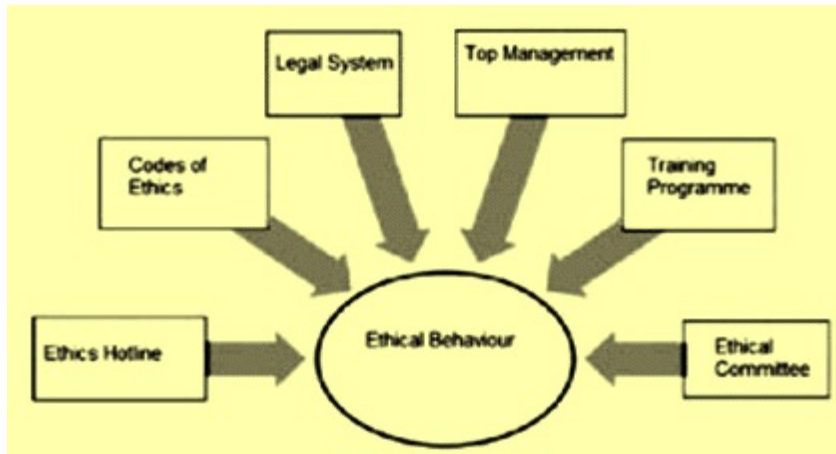 Legal System
Top Management
Codes of
Ethics
Training
Programme
Ethics Hotline
Ethical Behaviour
Ethical
Committee